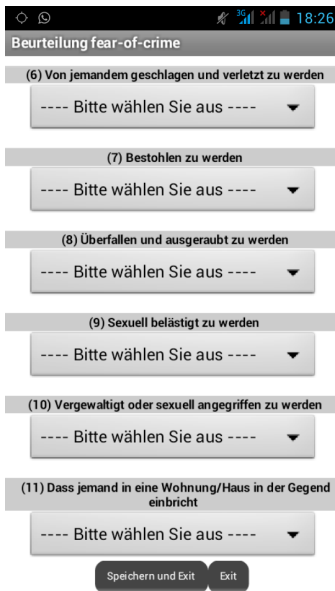 3G 18:26
Beurteilung fear-of-crime
(6) Von jemandem geschlagen und verletzt zu werden
---- Bitte wählen Sie aus ----
(7) Bestohlen zu werden
---- Bitte wählen Sie aus ----
(8) Überfallen und ausgeraubt zu werden
---- Bitte wählen Sie aus ----
(9) Sexuell belästigt zu werden
---- Bitte wählen Sie aus ----
(10) Vergewaltigt oder sexuell angegriffen zu werden
---- Bitte wählen Sie aus ----
(11) Dass jemand in eine Wohnung/Haus in der Gegend
einbricht
---- Bitte wählen Sie aus ----
Speichern und Exit Exit